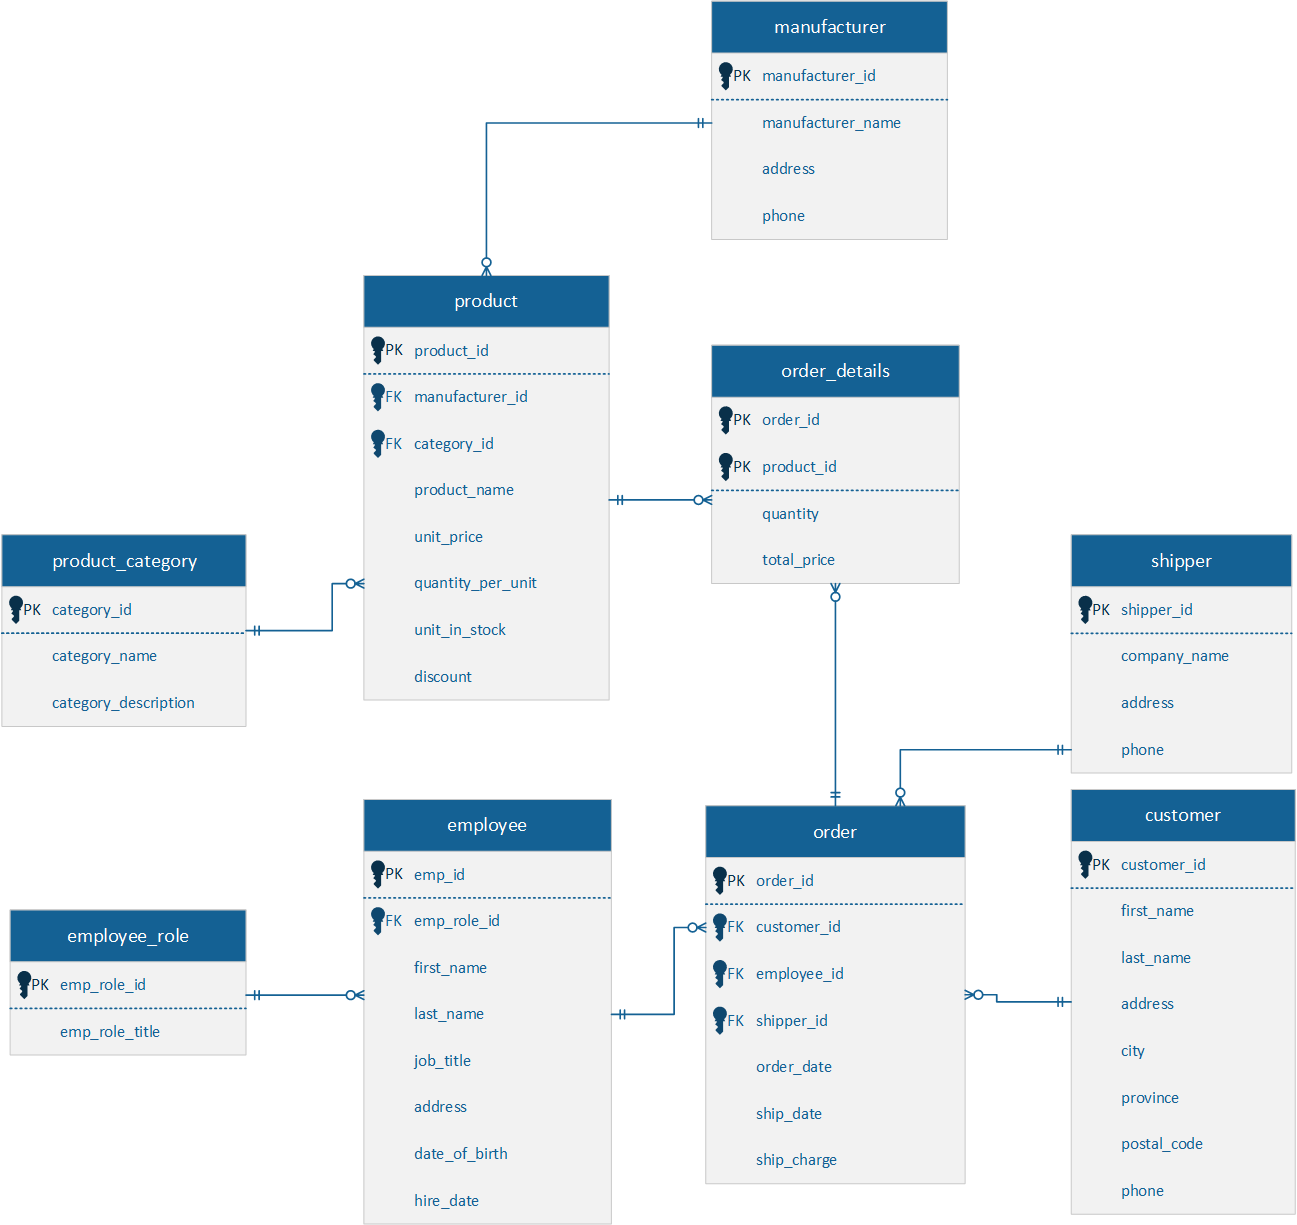 manufacturer
PK manufacturer_id
manufacturer_name
address
phone
product
PK product_id
FK manufacturer_id
FK category_id
product_name
unit_price
quantity_per_unit
unit_in_stock
discount
order_details
PK order_id
PK product_id
quantity
total_price
product_category
PK category_id
category_name
category_description
shipper
PK shipper_id
company_name
address
phone
employee
PK emp_id
FK emp_role_id
first_name
last_name
job_title
address
date_of_birth
hire_date
order
PK order_id
FK customer_id
FK employee_id
FK shipper_id
order_date
ship_date
ship_charge
customer
PK customer_id
first_name
last_name
address
city
province
postal_code
phone
employee_role
PK emp_role_id
emp_role_title